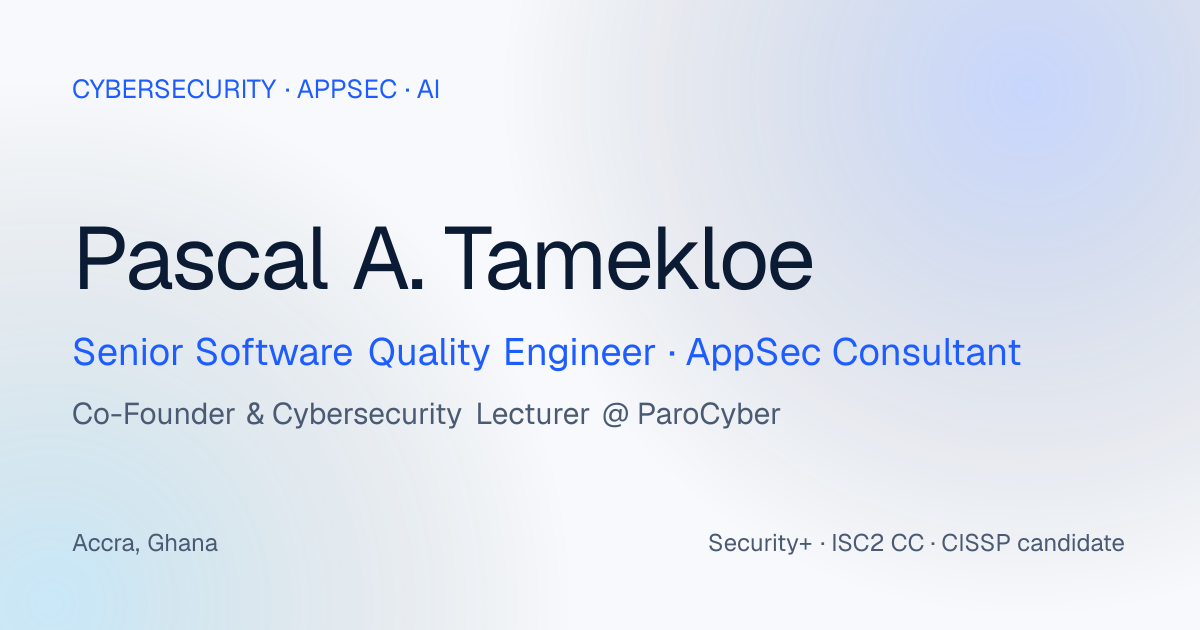 CYBERSECURITY · APPSEC · AI
Pascal A. Tamekloe
Senior Software Quality Engineer · AppSec Consultant
Co-Founder & Cybersecurity Lecturer @ ParoCyber
Accra, Ghana
Security+ · ISC2 CC · CISSP candidate